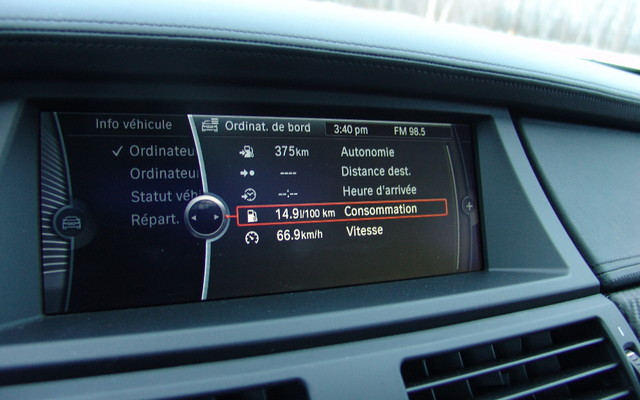 Info véhicule
Ordinat. de bord
3:40 pm
FM 98.5
✓ Ordinateu
375km Autonomie
Ordinateu
---- Distance dest.
Statut véh
--:-- Heure d'arrivée
Répart.
14.9l/100 km Consommation
66.9km/h Vitesse